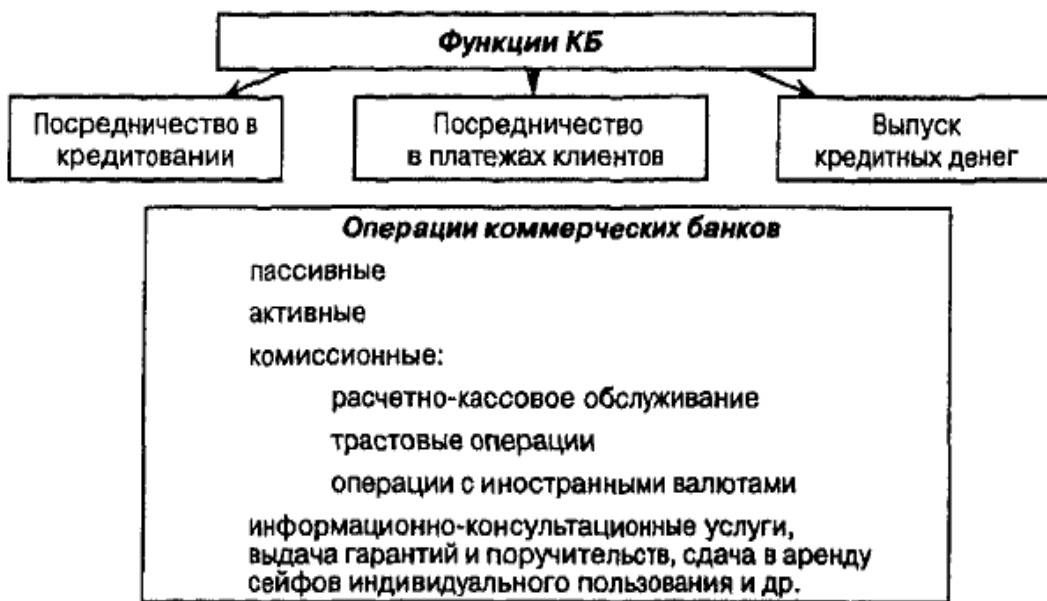 Функции КБ
Посредничество в
кредитовании
Посредничество
в платежах клиентов
Выпуск
кредитных денег
Операции коммерческих банков
пассивные
активные
комиссионные:
расчетно-кассовое обслуживание
трастовые операции
операции с иностранными валютами
информационно-консультационные услуги,
выдача гарантий и поручительств, сдача в аренду
сейфов индивидуального пользования и др.